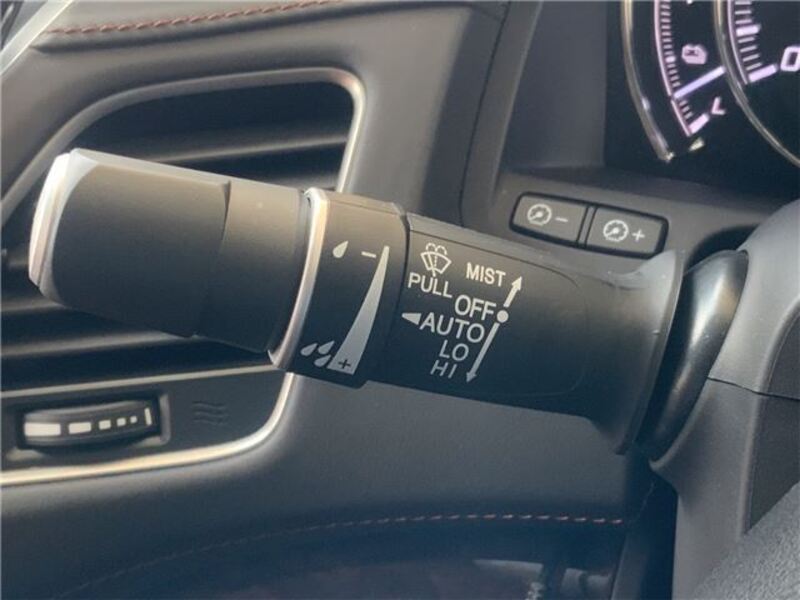 MIST
PULL
OFF
AUTO
LO
HI
- +
- +